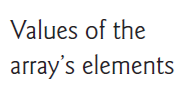 Values of the
array’s elements